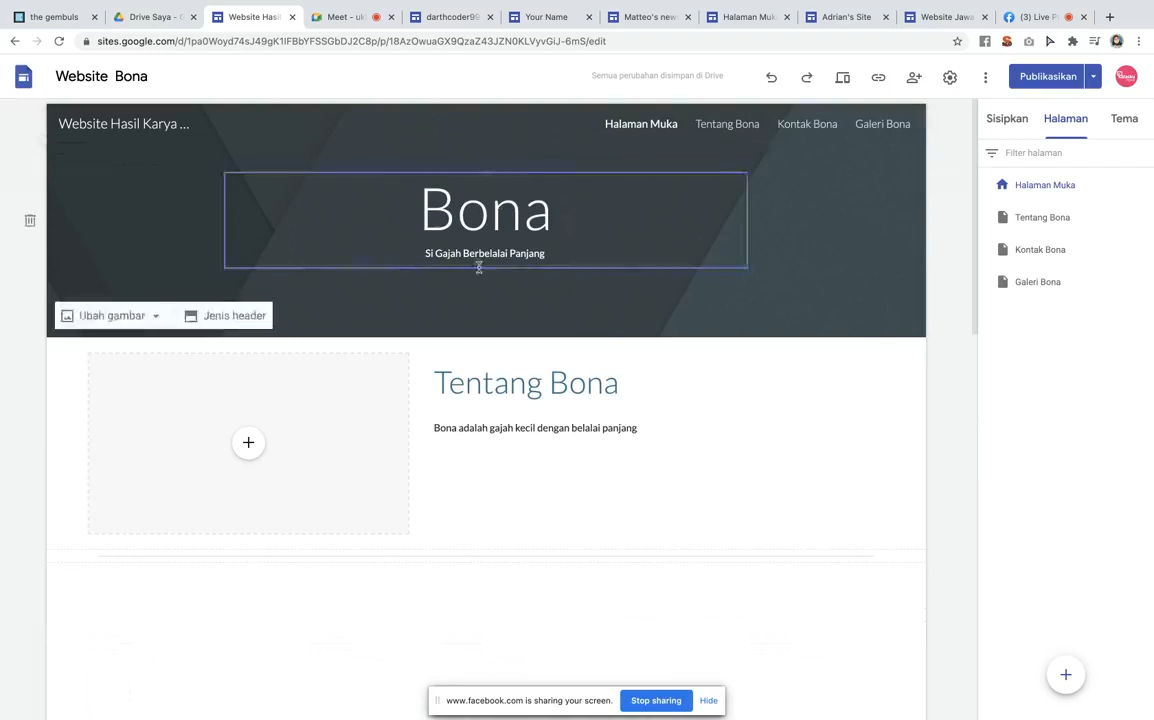 the gembuls
Drive Saya - G
Website Hasil
Meet - uk
darthcoder99
Your Name
Matteo's new
Halaman Muk
Adrian's Site
Website Jawa
(3) Live P
sites.google.com/d/1pa0Woyd74sJ49gK1IFBbYFSSGbDJ2C8p/p/18AzOwuaGX9QzaZ43JZN0KLVyvGiJ-6mS/edit
Website Bona
Semua perubahan disimpan di Drive
Publikasikan
Website Hasil Karya ...
Halaman Muka
Tentang Bona
Kontak Bona
Galeri Bona
Sisipkan
Halaman
Tema
Filter halaman
Halaman Muka
Tentang Bona
Kontak Bona
Galeri Bona
Bona
Si Gajah Berbelalai Panjang
Ubah gambar
Jenis header
Tentang Bona
Bona adalah gajah kecil dengan belalai panjang
www.facebook.com is sharing your screen.
Stop sharing
Hide